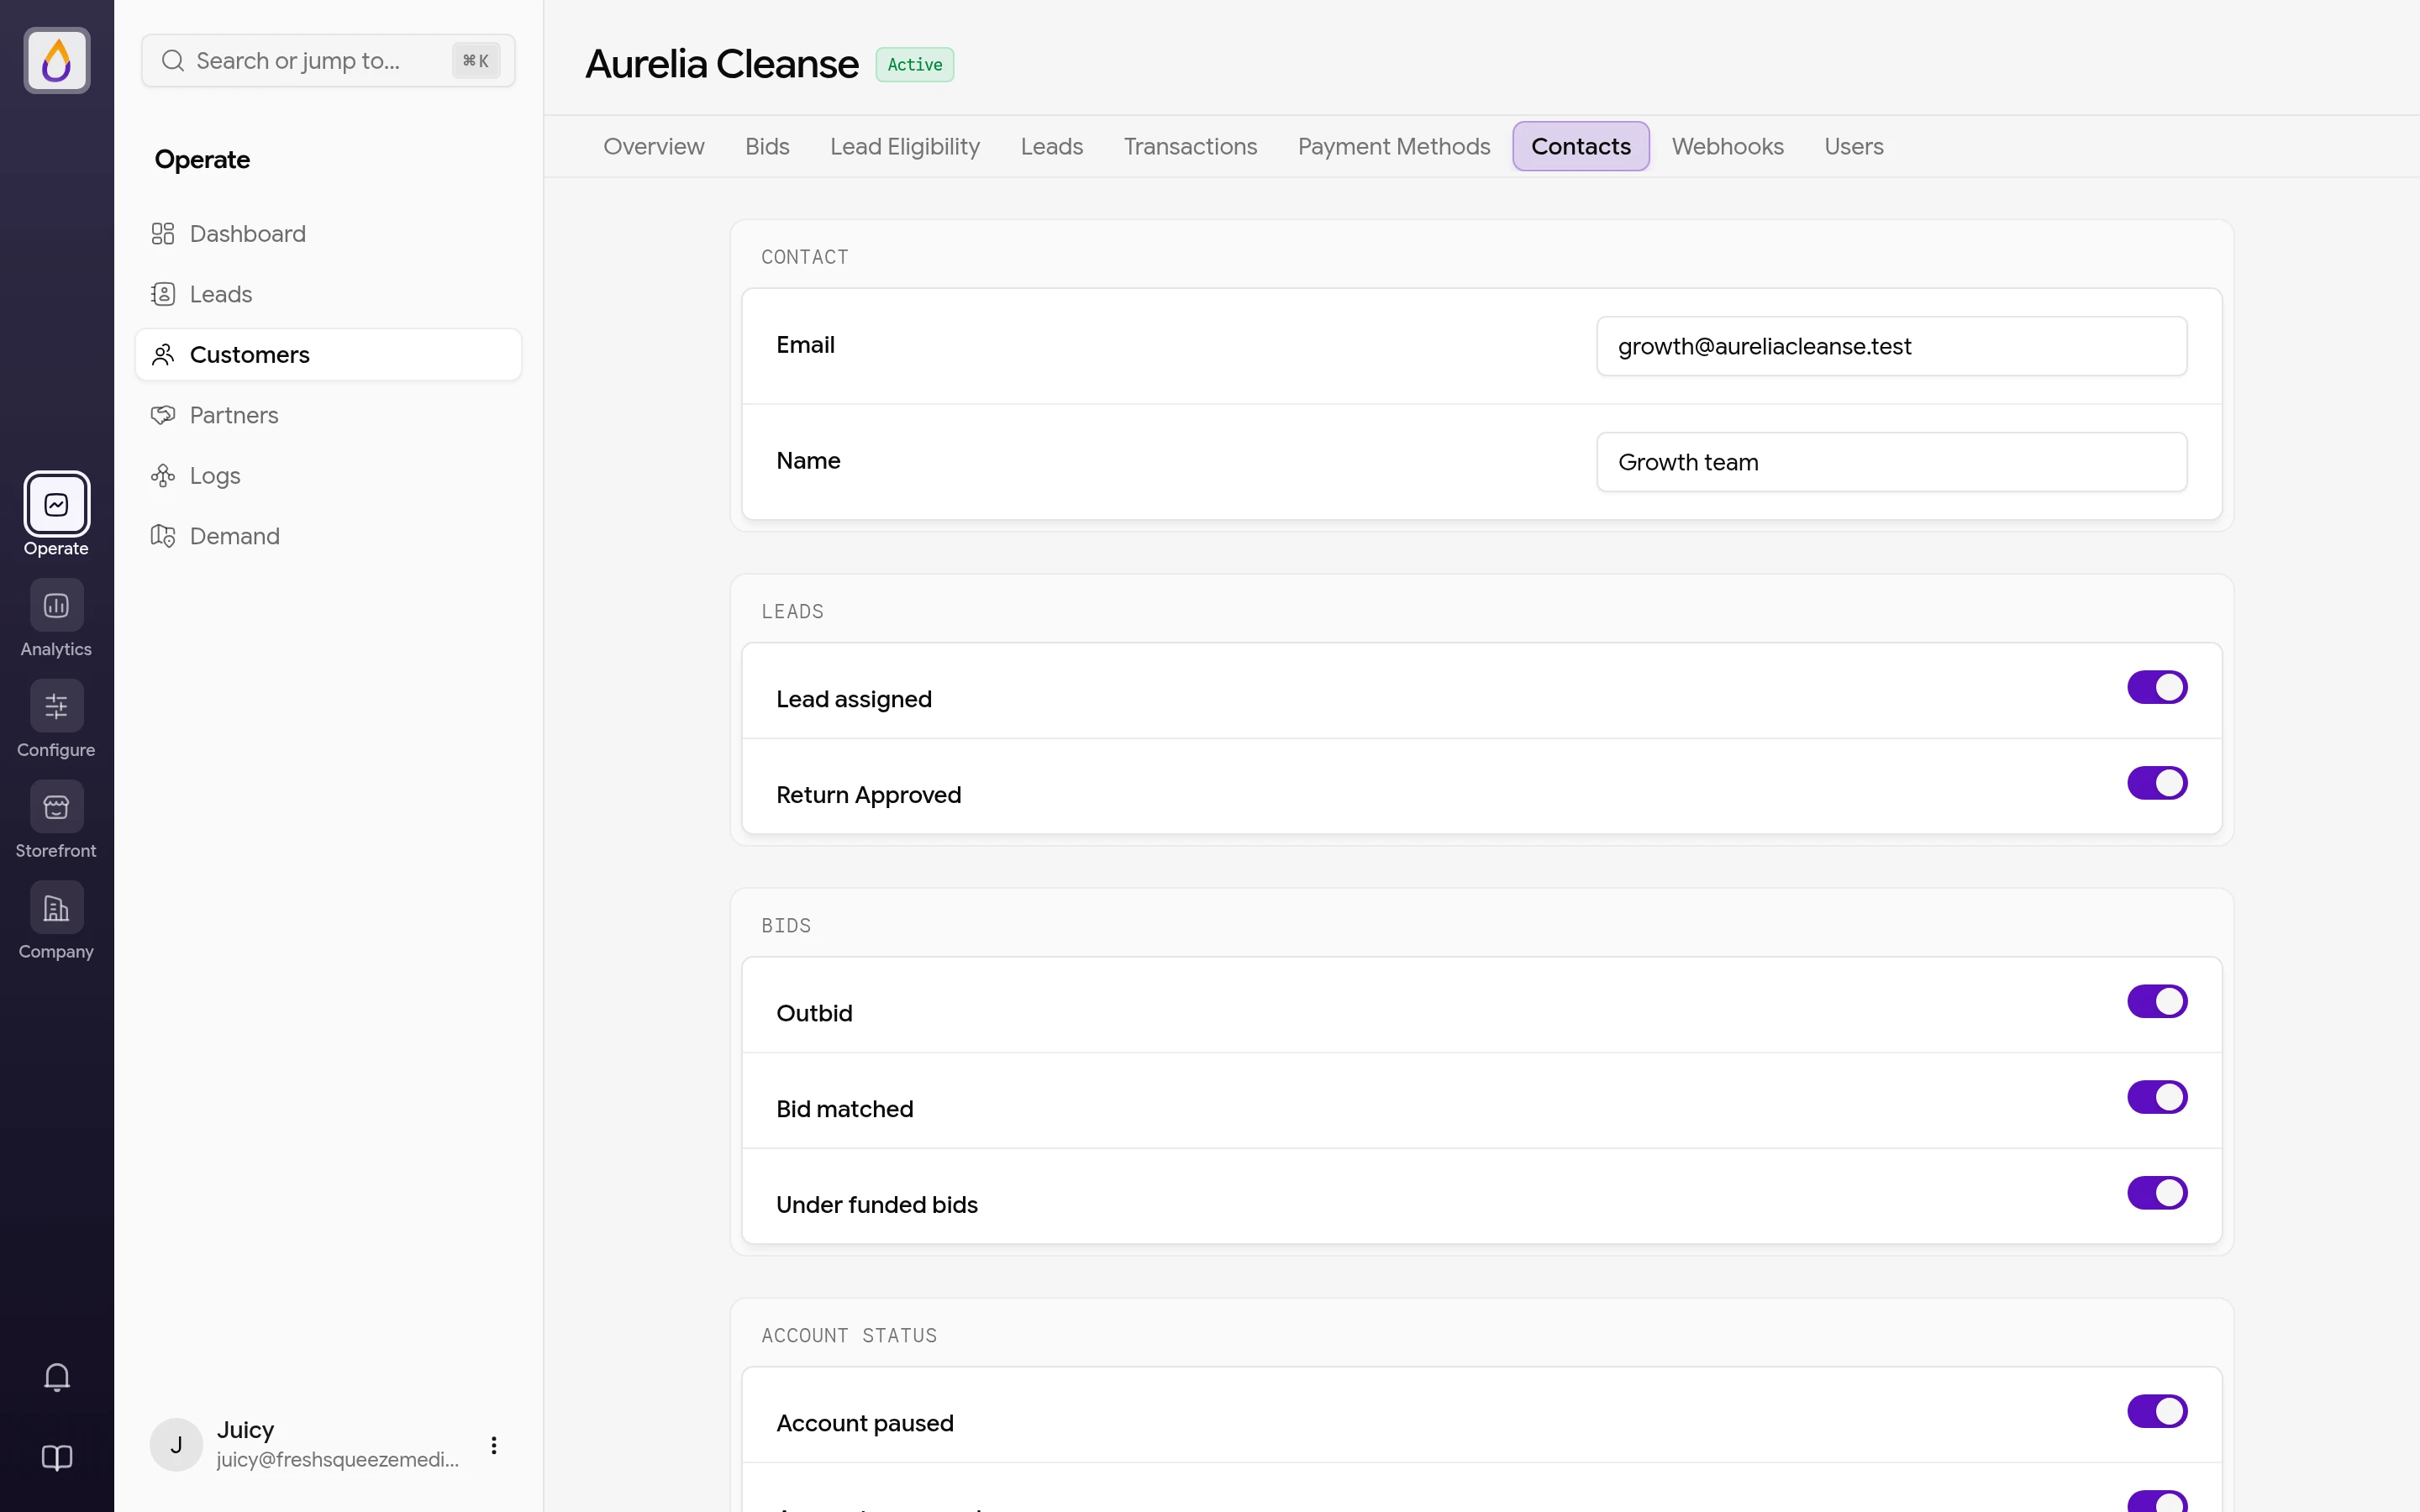 Search or jump to...
⌘K
Operate
Dashboard
Leads
Customers
Partners
Logs
Demand
Operate
Analytics
Configure
Storefront
Company
J
Juicy
juicy@freshsqueezemedi...
Aurelia Cleanse
Active
Overview
Bids
Lead Eligibility
Leads
Transactions
Payment Methods
Contacts
Webhooks
Users
CONTACT
Email
growth@aureliacleanse.test
Name
Growth team
LEADS
Lead assigned
Return Approved
BIDS
Outbid
Bid matched
Under funded bids
ACCOUNT STATUS
Account paused